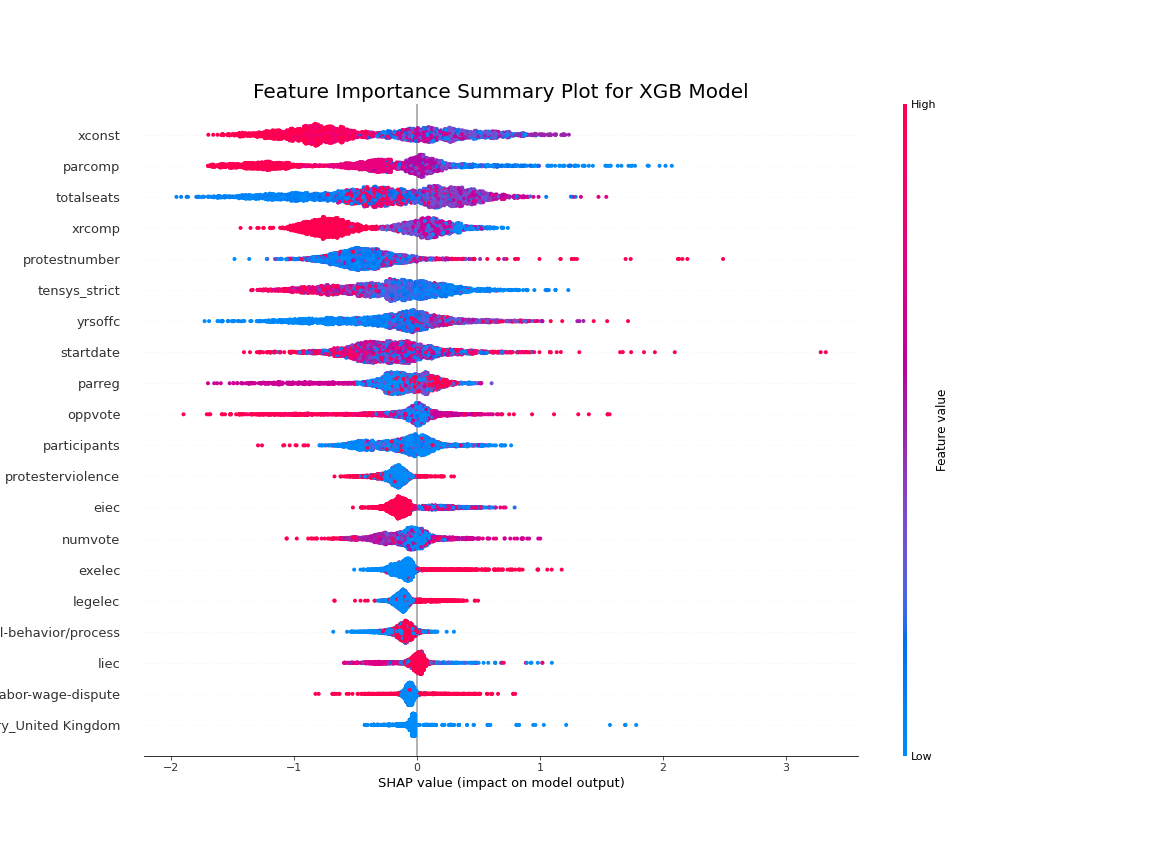 Feature Importance Summary Plot for XGB Model
High
xconst
parcomp
totalseats
xrcomp
protestnumber
tensys_strict
yrsoffc
startdate
parreg
oppvote
participants
protesterviolence
eiec
numvote
exelec
legelec
l-behavior/process
liec
abor-wage-dispute
ry_United Kingdom
Feature value
Low
−2
−1
0
1
2
3
SHAP value (impact on model output)